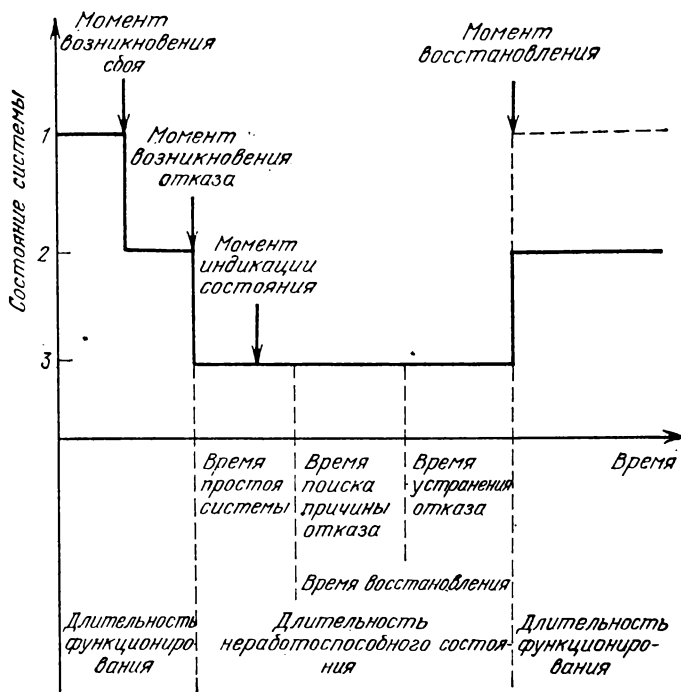 Момент
возникновения
сбоя
Момент
восстановления
Момент
возникновения
отказа
Момент
индикации
состояния
Состояние системы
1
2
3
Время
простоя
системы
Время
поиска
причины
отказа
Время
устранения
отказа
Время
Время восстановления
Длительность
функциониро-
вания
Длительность
неработоспособного состоя-
ния
Длительность
функциониро-
вания